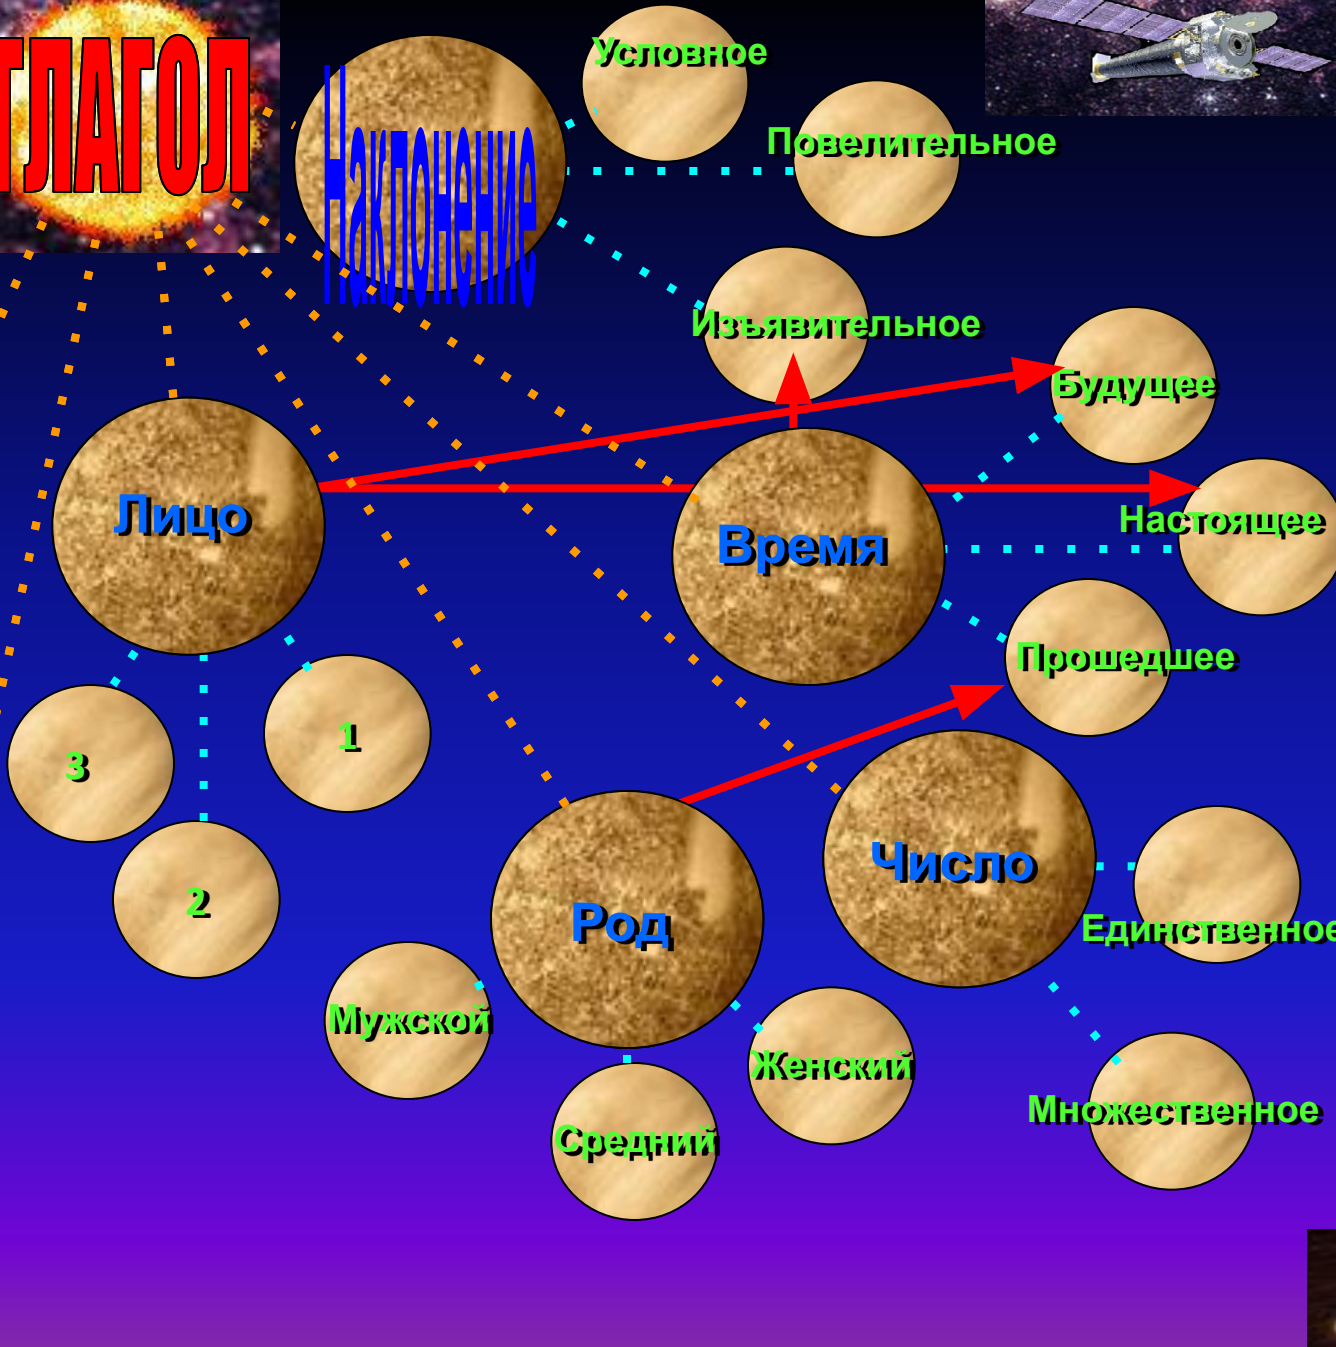 ГЛАГОЛ
Наклонение
Условное
Повелительное
Изъявительное
Будущее
Лицо
Время
Настоящее
Прошедшее
1
3
2
Число
Род
Единственное
Мужской
Женский
Средний
Множественное